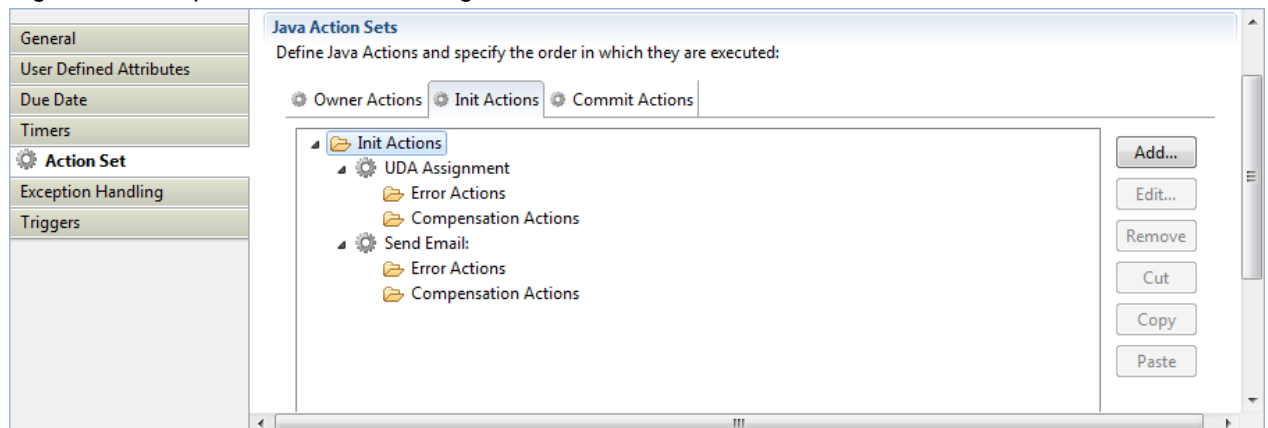 Java Action Sets
Define Java Actions and specify the order in which they are executed:
General
User Defined Attributes
Due Date
Timers
Action Set
Exception Handling
Triggers
Owner Actions Init Actions Commit Actions
Init Actions
UDA Assignment
Error Actions
Compensation Actions
Send Email:
Error Actions
Compensation Actions
Add...
Edit...
Remove
Cut
Copy
Paste